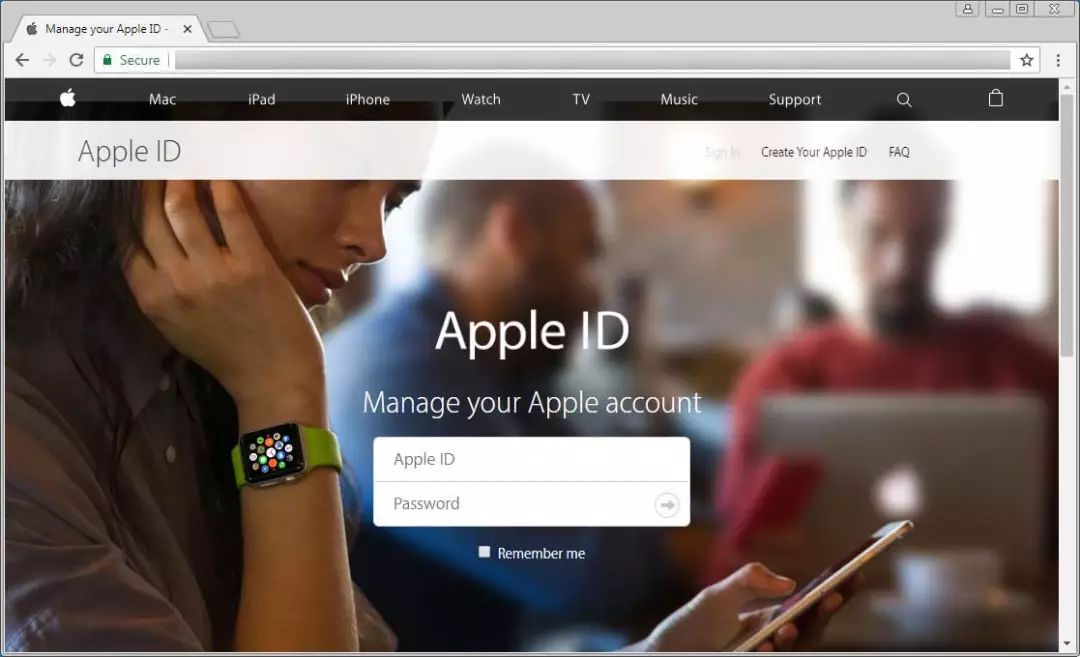 Manage your Apple ID -
Secure
Mac iPad iPhone Watch TV Music Support
Apple ID
Sign In Create Your Apple ID FAQ
Apple ID
Manage your Apple account
Apple ID
Password
Remember me